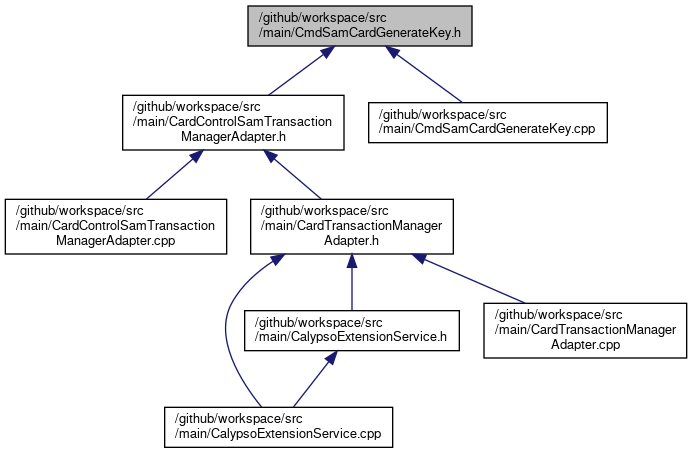 /github/workspace/src
/main/CmdSamCardGenerateKey.h
/github/workspace/src
/main/CardControlSamTransaction
ManagerAdapter.h
/github/workspace/src
/main/CmdSamCardGenerateKey.cpp
/github/workspace/src
/main/CardControlSamTransaction
ManagerAdapter.cpp
/github/workspace/src
/main/CardTransactionManager
Adapter.h
/github/workspace/src
/main/CalypsoExtensionService.h
/github/workspace/src
/main/CardTransactionManager
Adapter.cpp
/github/workspace/src
/main/CalypsoExtensionService.cpp